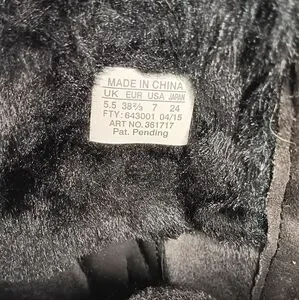 MADE IN CHINA
UK EUR USA JAPAN
5.5 38⅔ 7 24
FTY: 643001 04/15
ART NO. 361717
Pat. Pending